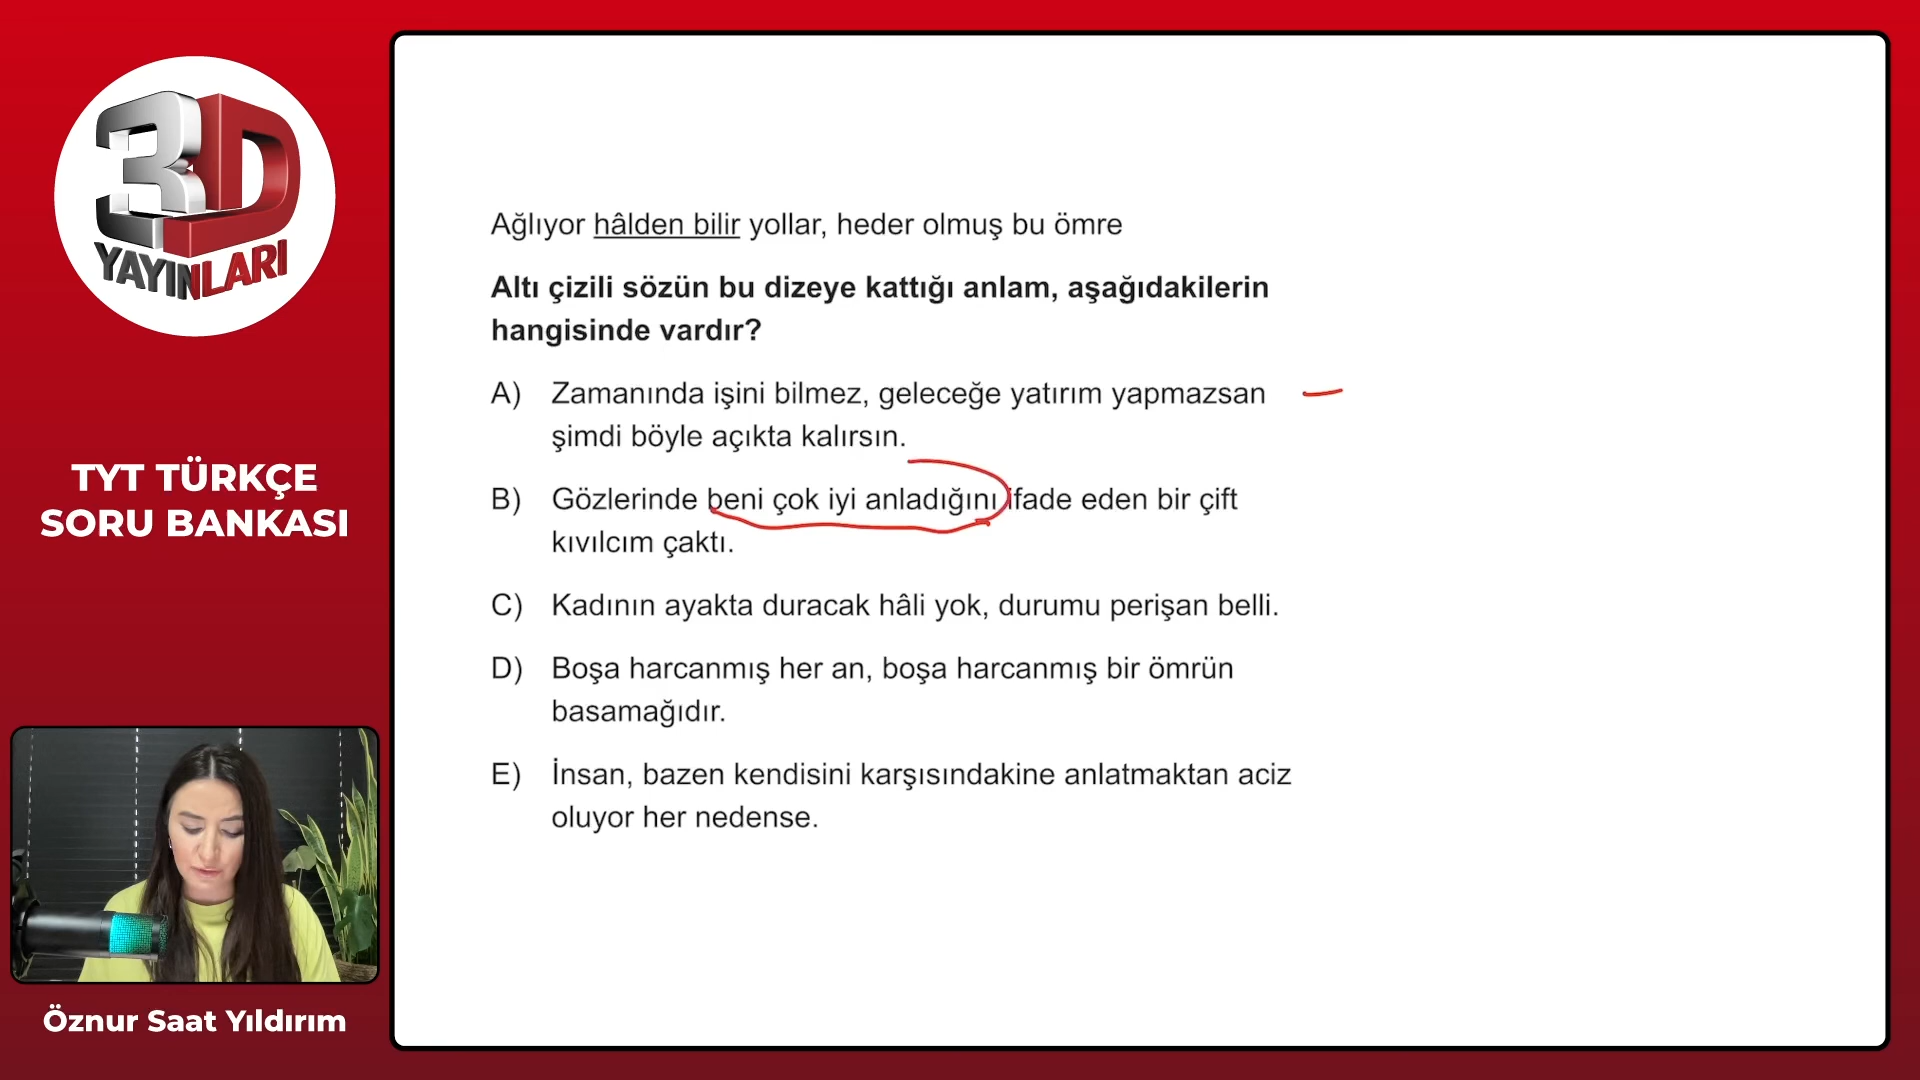 3D
YAYINLARI
TYT TÜRKÇE
SORU BANKASI
Öznur Saat Yıldırım
Ağlıyor hâlden bilir yollar, heder olmuş bu ömre
Altı çizili sözün bu dizeye kattığı anlam, aşağıdakilerin
hangisinde vardır?
A) Zamanında işini bilmez, geleceğe yatırım yapmazsan
şimdi böyle açıkta kalırsın.
B) Gözlerinde beni çok iyi anladığını ifade eden bir çift
kıvılcım çaktı.
C) Kadının ayakta duracak hâli yok, durumu perişan belli.
D) Boşa harcanmış her an, boşa harcanmış bir ömrün
basamağıdır.
E) İnsan, bazen kendisini karşısındakine anlatmaktan aciz
oluyor her nedense.